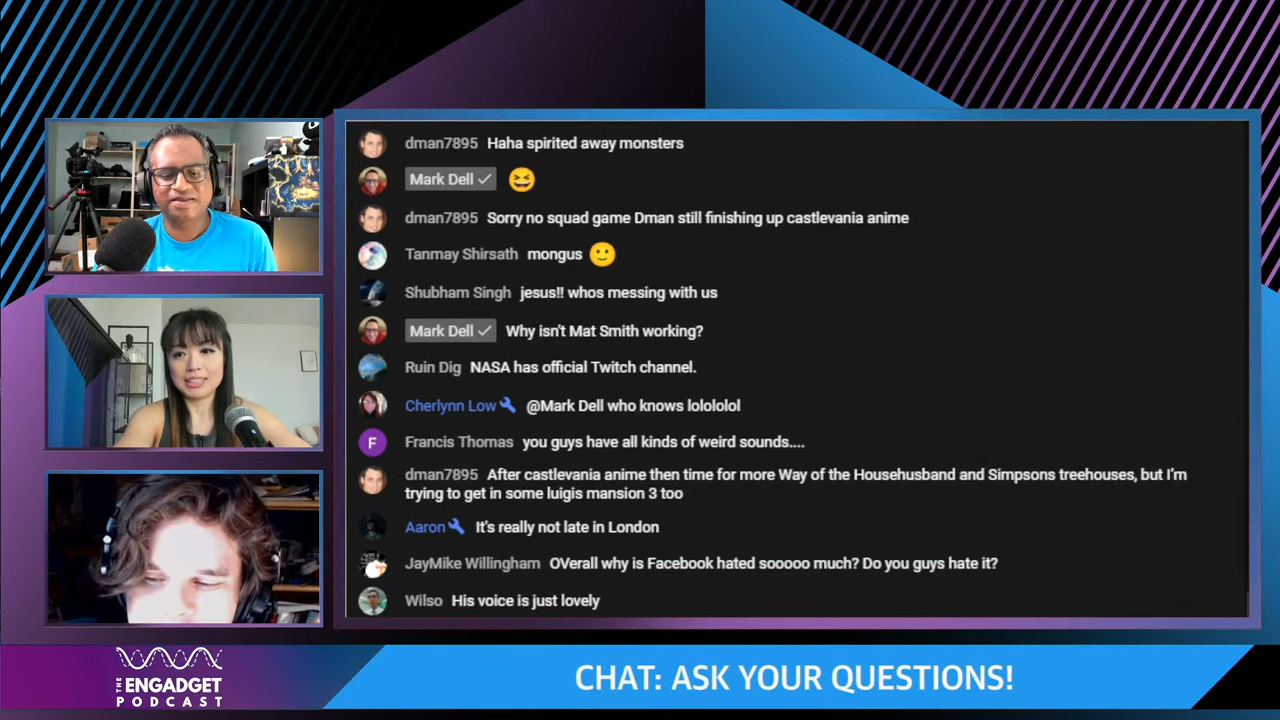 dman7895 Haha spirited away monsters
Mark Dell ✓ 😆
dman7895 Sorry no squad game Dman still finishing up castlevania anime
Tanmay Shirsath mongus 🙂
Shubham Singh jesus!! whos messing with us
Mark Dell ✓ Why isn't Mat Smith working?
Ruin Dig NASA has official Twitch channel.
Cherlynn Low @Mark Dell who knows lolololol
F Francis Thomas you guys have all kinds of weird sounds....
dman7895 After castlevania anime then time for more Way of the Househusband and Simpsons treehouses, but I'm
trying to get in some luigis mansion 3 too
Aaron It's really not late in London
JayMike Willingham OVerall why is Facebook hated sooooo much? Do you guys hate it?
Wilso His voice is just lovely
THE ENGADGET
PODCAST
CHAT: ASK YOUR QUESTIONS!